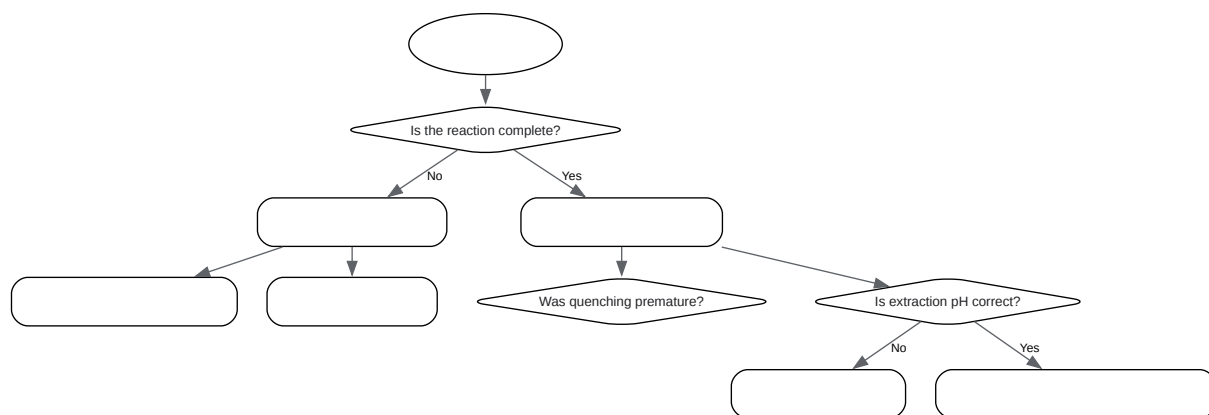 Is the reaction complete?
No
Yes
Was quenching premature?
Is extraction pH correct?
No
Yes